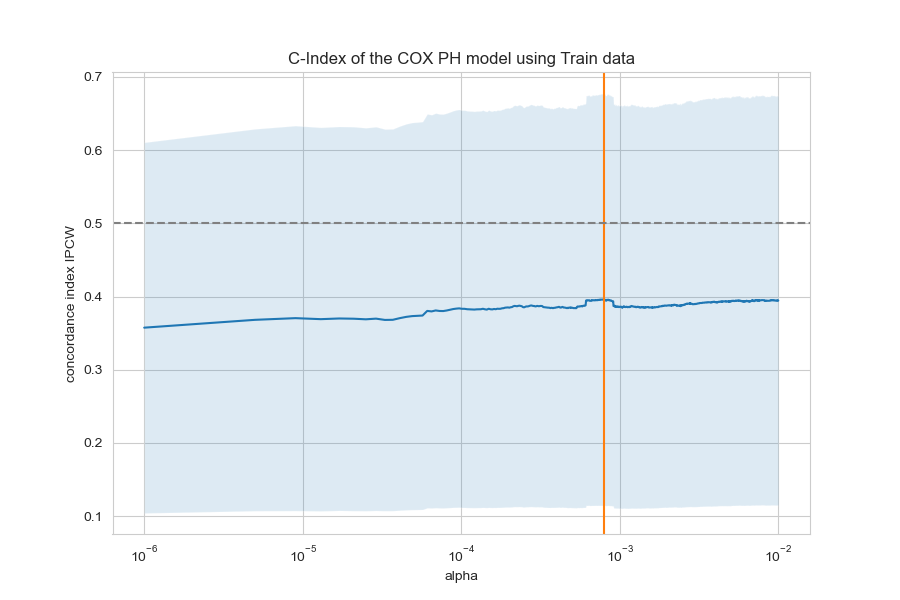 C-Index of the COX PH model using Train data
concordance index IPCW
0.7
0.6
0.5
0.4
0.3
0.2
0.1
10⁻⁶ 10⁻⁵ 10⁻⁴ 10⁻³ 10⁻²
alpha